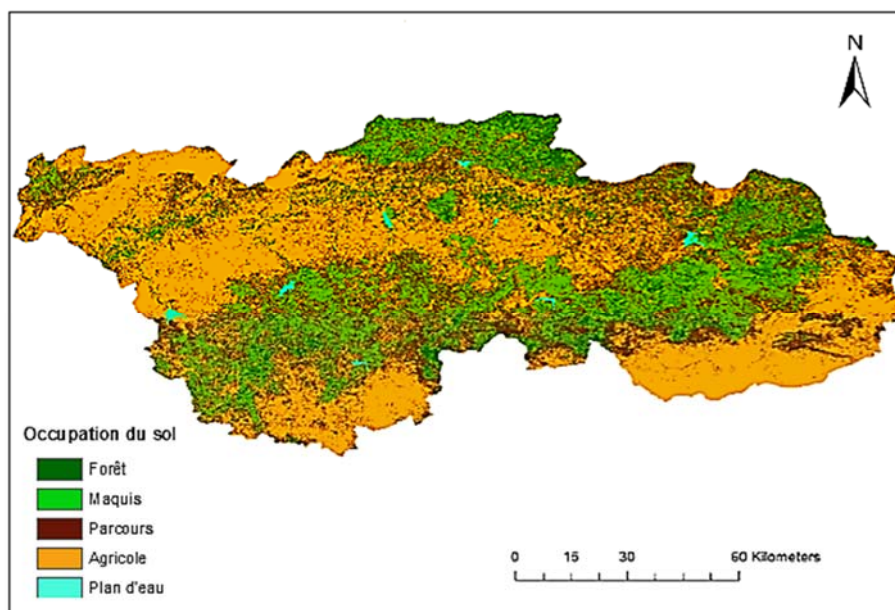 N
Occupation du sol
Forêt
Maquis
Parcours
Agricole
Plan d'eau
0 15 30 60 Kilometers